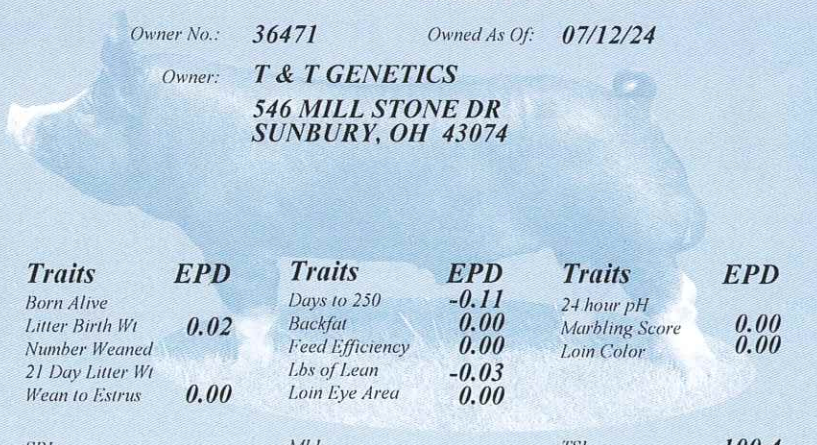 Owner No.: 36471 Owned As Of: 07/12/24
Owner: T & T GENETICS
546 MILL STONE DR
SUNBURY, OH 43074
Traits EPD Traits EPD Traits EPD
Born Alive Days to 250 -0.11 24 hour pH
Litter Birth Wt 0.02 Backfat 0.00 Marbling Score 0.00
Number Weaned Feed Efficiency 0.00 Loin Color 0.00
21 Day Litter Wt Lbs of Lean -0.03
Wean to Estrus 0.00 Loin Eye Area 0.00